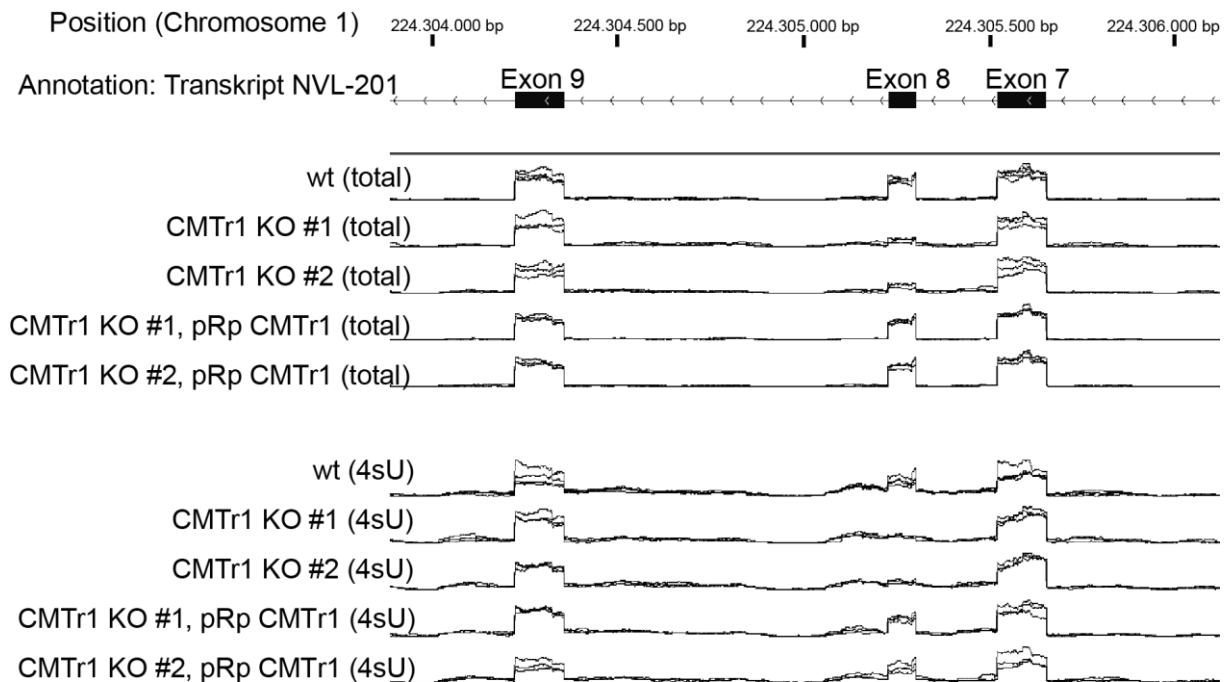 Position (Chromosome 1) 224.304.000 bp 224.304.500 bp 224.305.000 bp 224.305.500 bp 224.306.000 bp
Annotation: Transkript NVL-201 Exon 9 Exon 8 Exon 7
wt (total)
CMTr1 KO #1 (total)
CMTr1 KO #2 (total)
CMTr1 KO #1, pRp CMTr1 (total)
CMTr1 KO #2, pRp CMTr1 (total)
wt (4sU)
CMTr1 KO #1 (4sU)
CMTr1 KO #2 (4sU)
CMTr1 KO #1, pRp CMTr1 (4sU)
CMTr1 KO #2, pRp CMTr1 (4sU)